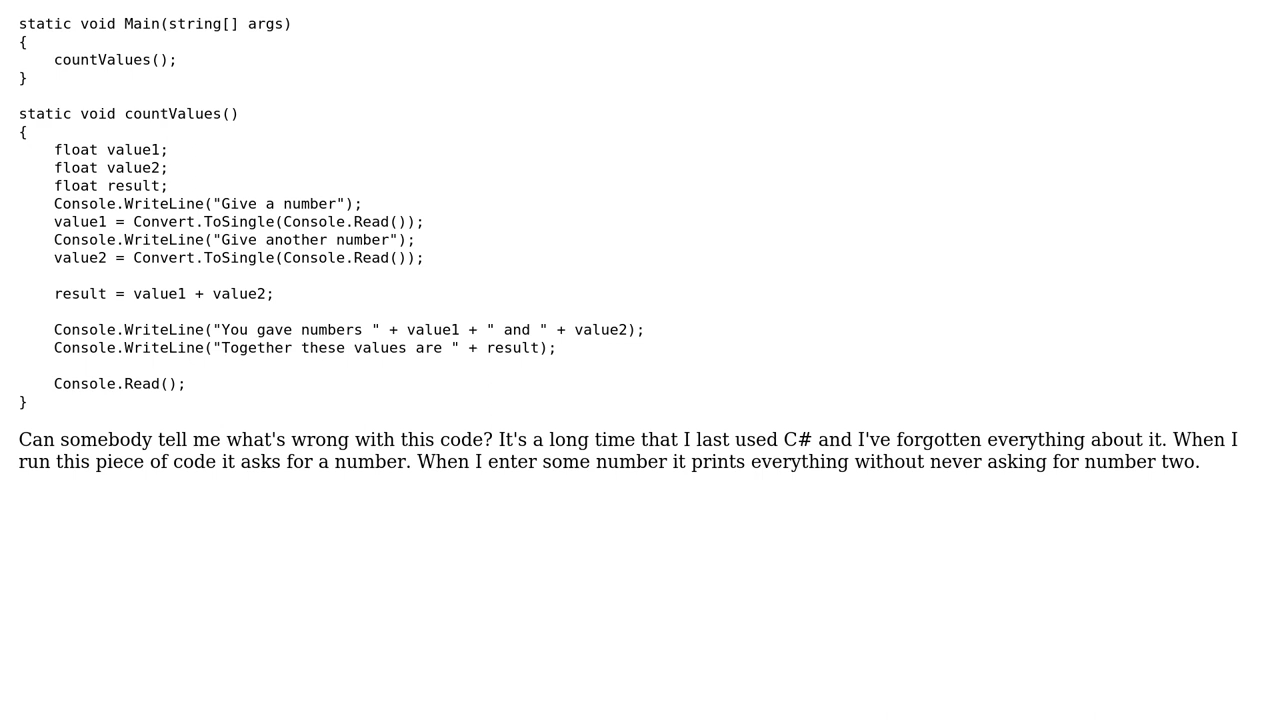 static void Main(string[] args)
{
    countValues();
}

static void countValues()
{
    float value1;
    float value2;
    float result;
    Console.WriteLine("Give a number");
    value1 = Convert.ToSingle(Console.Read());
    Console.WriteLine("Give another number");
    value2 = Convert.ToSingle(Console.Read());

    result = value1 + value2;

    Console.WriteLine("You gave numbers " + value1 + " and " + value2);
    Console.WriteLine("Together these values are " + result);

    Console.Read();
}
Can somebody tell me what's wrong with this code? It's a long time that I last used C# and I've forgotten everything about it. When I
run this piece of code it asks for a number. When I enter some number it prints everything without never asking for number two.